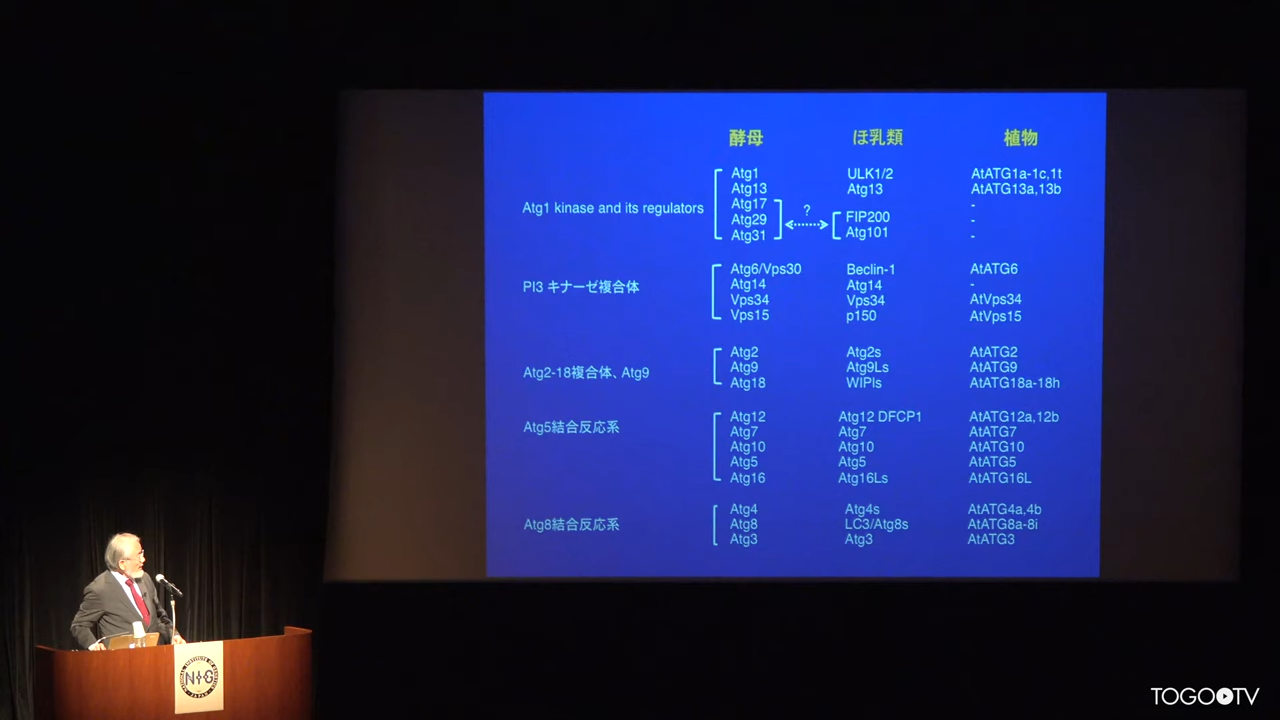 酵母 ほ乳類 植物
Atg1 kinase and its regulators
Atg1 ULK1/2 AtATG1a-1c,1t
Atg13 Atg13 AtATG13a,13b
Atg17 -
?
Atg29 FIP200 -
Atg31 Atg101 -
PI3 キナーゼ複合体
Atg6/Vps30 Beclin-1 AtATG6
Atg14 Atg14 -
Vps34 Vps34 AtVps34
Vps15 p150 AtVps15
Atg2-18複合体、Atg9
Atg2 Atg2s AtATG2
Atg9 Atg9Ls AtATG9
Atg18 WIPIs AtATG18a-18h
Atg5結合反応系
Atg12 Atg12 DFCP1 AtATG12a,12b
Atg7 Atg7 AtATG7
Atg10 Atg10 AtATG10
Atg5 Atg5 AtATG5
Atg16 Atg16Ls AtATG16L
Atg8結合反応系
Atg4 Atg4s AtATG4a,4b
Atg8 LC3/Atg8s AtATG8a-8i
Atg3 Atg3 AtATG3
NIG
TOGO TV